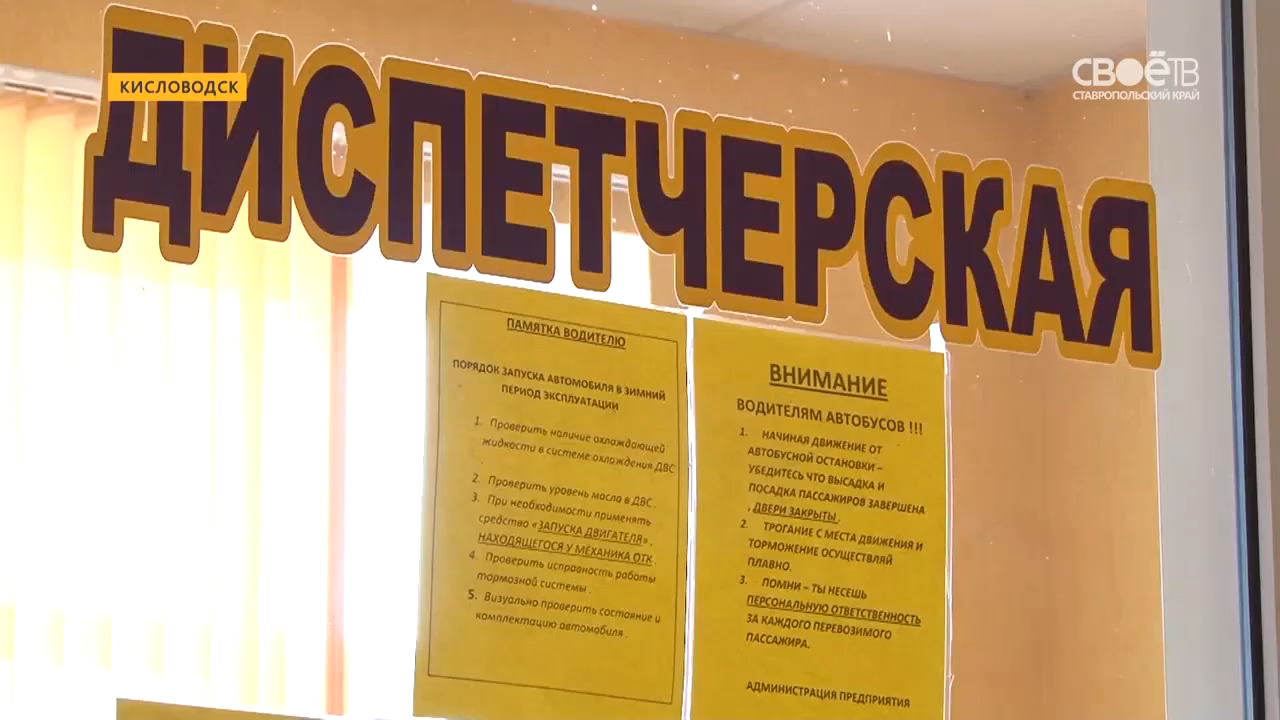 КИСЛОВОДСК
СВОЁТВ
СТАВРОПОЛЬСКИЙ КРАЙ
ДИСПЕТЧЕРСКАЯ
ПАМЯТКА ВОДИТЕЛЮ
ПОРЯДОК ЗАПУСКА АВТОМОБИЛЯ В ЗИМНИЙ
ПЕРИОД ЭКСПЛУАТАЦИИ
1. Проверить наличие охлаждающей
жидкости в системе охлаждения ДВС
2. Проверить уровень масла в ДВС .
3. При необходимости применять
средство «ЗАПУСКА ДВИГАТЕЛЯ» ,
НАХОДЯЩЕГОСЯ У МЕХАНИКА ОТК .
4. Проверить исправность работы
тормозной системы .
5. Визуально проверить состояние и
комплектацию автомобиля .
ВНИМАНИЕ
ВОДИТЕЛЯМ АВТОБУСОВ !!!
1. НАЧИНАЯ ДВИЖЕНИЕ ОТ
АВТОБУСНОЙ ОСТАНОВКИ –
УБЕДИТЕСЬ ЧТО ВЫСАДКА И
ПОСАДКА ПАССАЖИРОВ ЗАВЕРШЕНА
, ДВЕРИ ЗАКРЫТЫ .
2. ТРОГАНИЕ С МЕСТА ДВИЖЕНИЯ И
ТОРМОЖЕНИЕ ОСУЩЕСТВЛЯЙ
ПЛАВНО.
3. ПОМНИ – ТЫ НЕСЕШЬ
ПЕРСОНАЛЬНУЮ ОТВЕТСТВЕННОСТЬ
ЗА КАЖДОГО ПЕРЕВОЗИМОГО
ПАССАЖИРА.
АДМИНИСТРАЦИЯ ПРЕДПРИЯТИЯ